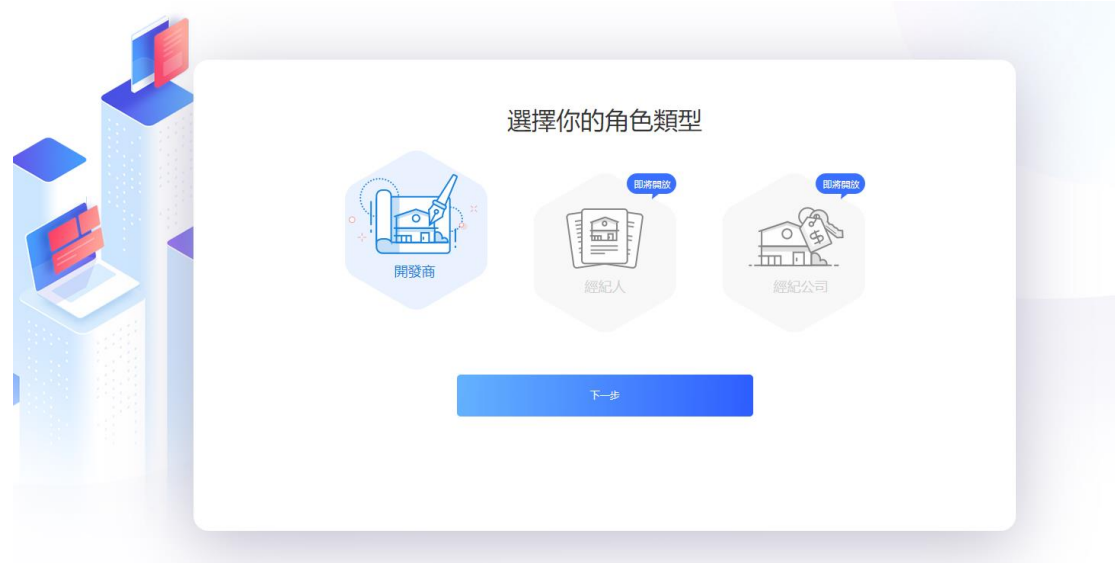 選擇你的角色類型
即將開放
即將開放
開發商
經紀人
經紀公司
下一步